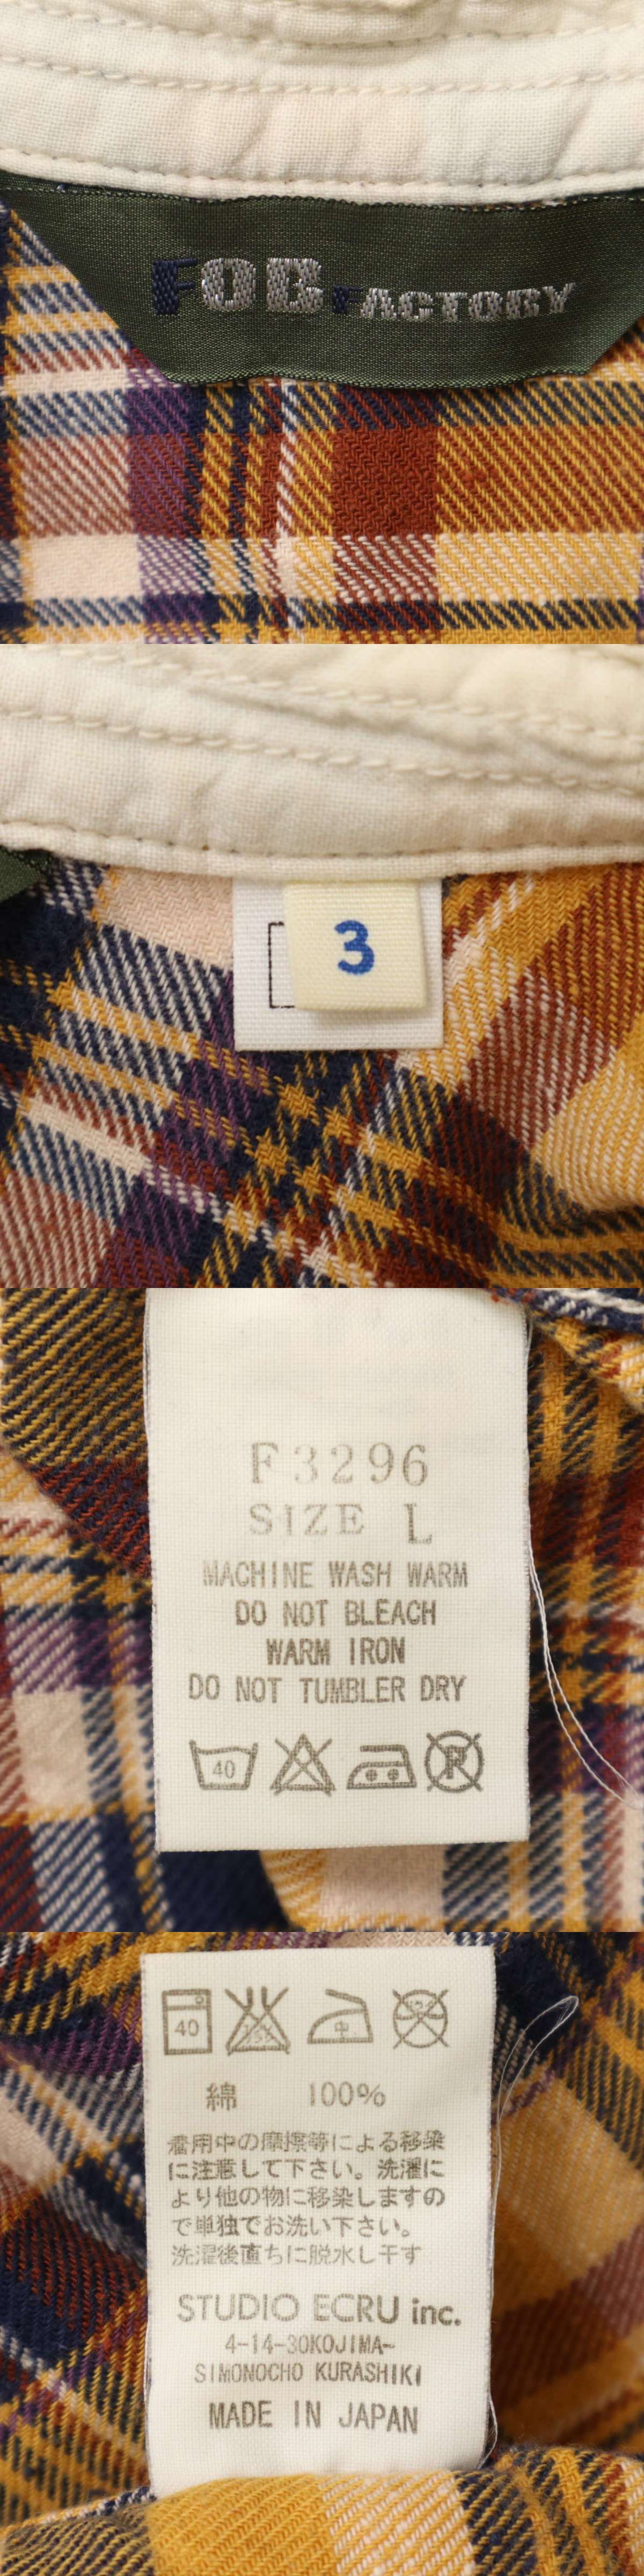 FOB FACTORY
3
F3296
SIZE L
MACHINE WASH WARM
DO NOT BLEACH
WARM IRON
DO NOT TUMBLER DRY
40
P
40
中
綿 100%
着用中の摩擦等による移染
に注意して下さい。洗濯に
より他の物に移染しますの
で単独でお洗い下さい。
洗濯後直ちに脱水し干す
STUDIO ECRU inc.
4-14-30KOJIMA-
SIMONOCHO KURASHIKI
MADE IN JAPAN